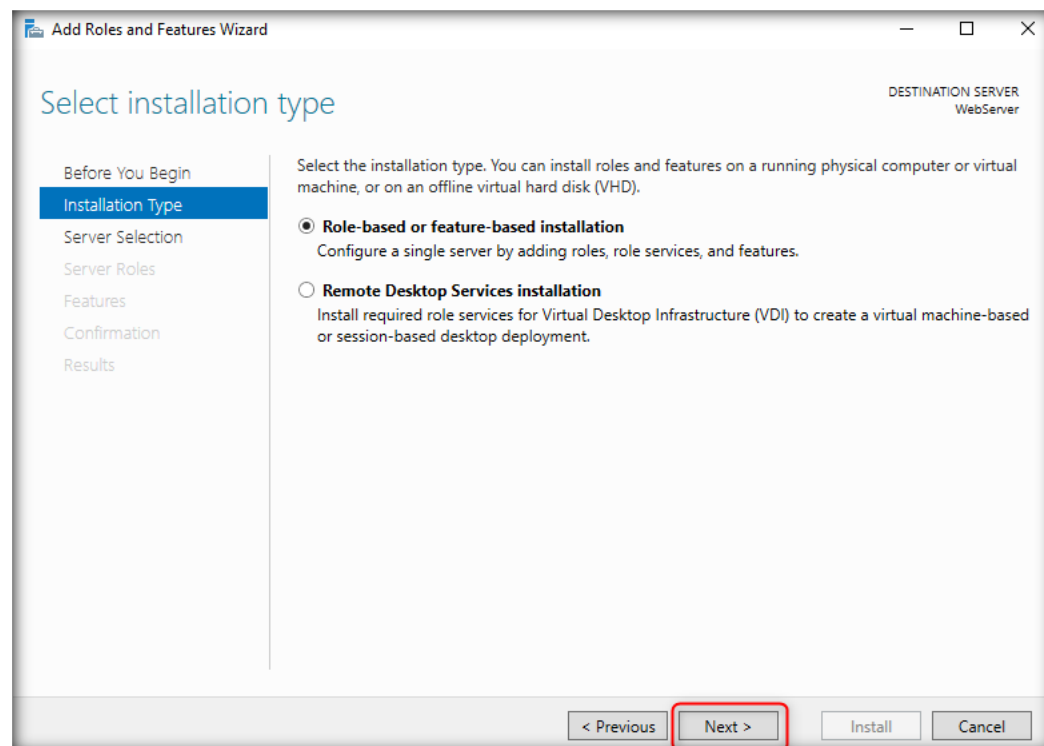 Add Roles and Features Wizard
Select installation type
DESTINATION SERVER
WebServer
Before You Begin
Installation Type
Server Selection
Server Roles
Features
Confirmation
Results
Select the installation type. You can install roles and features on a running physical computer or virtual
machine, or on an offline virtual hard disk (VHD).
Role-based or feature-based installation
Configure a single server by adding roles, role services, and features.
Remote Desktop Services installation
Install required role services for Virtual Desktop Infrastructure (VDI) to create a virtual machine-based
or session-based desktop deployment.
< Previous Next > Install Cancel